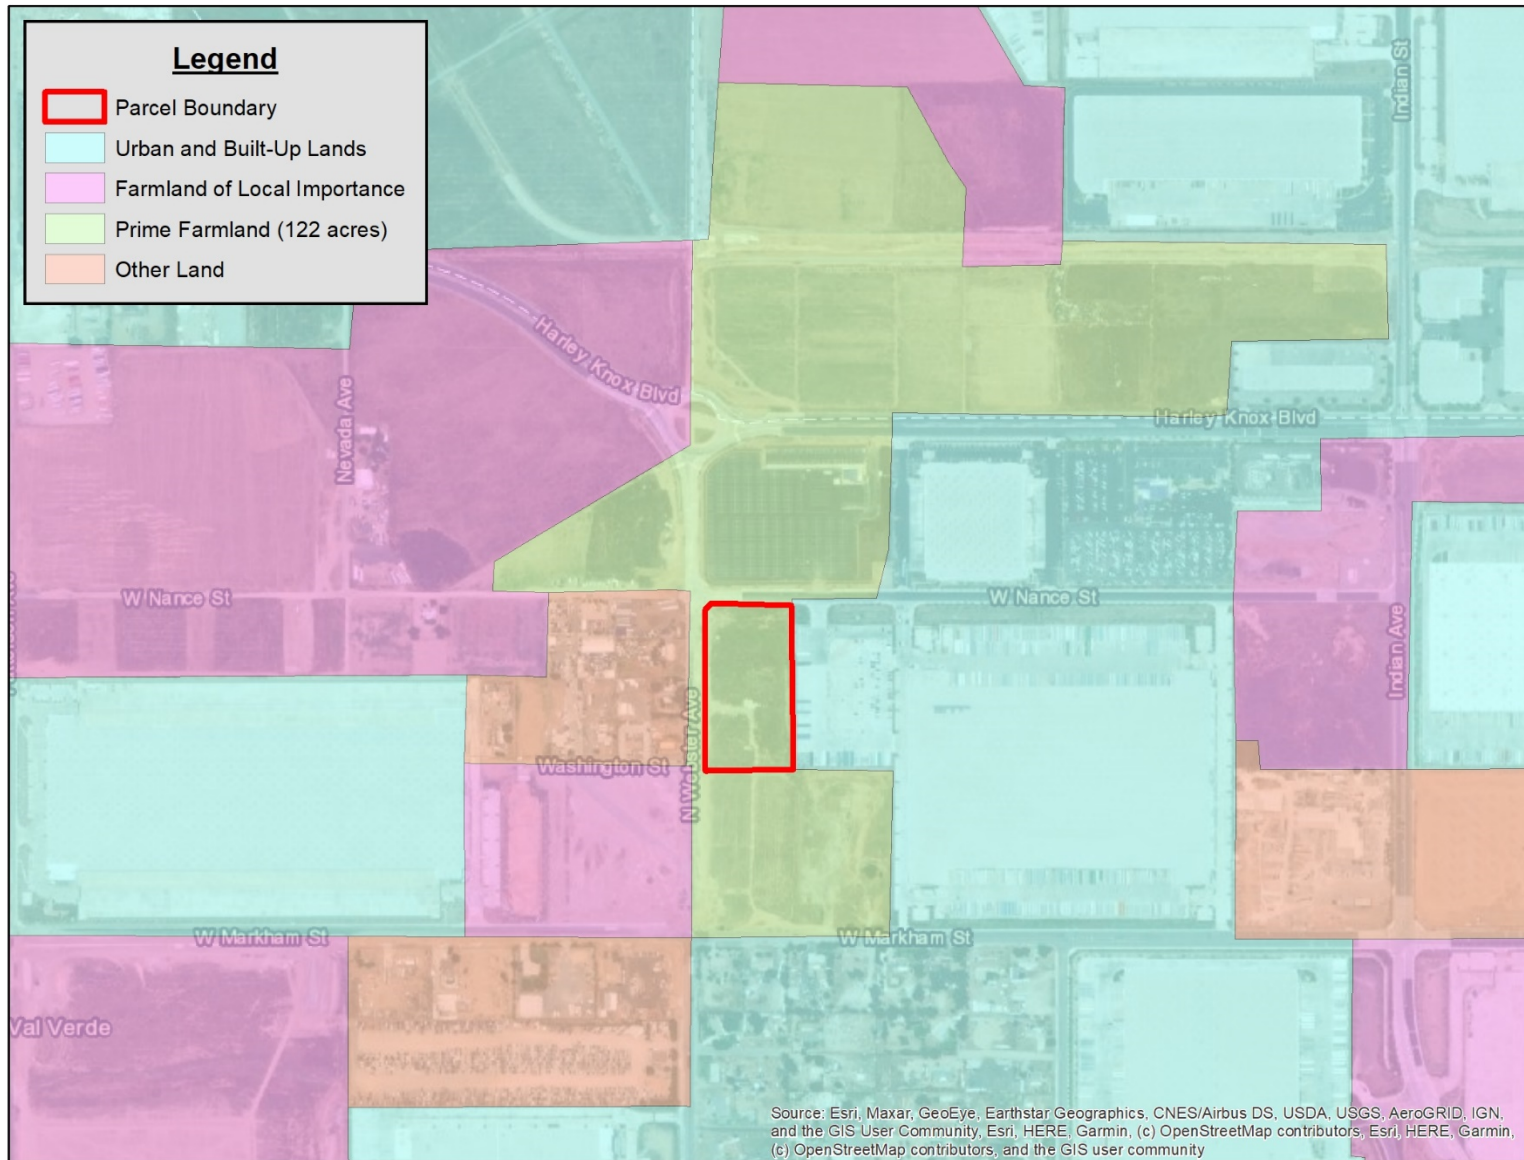 Legend
Parcel Boundary
Urban and Built-Up Lands
Farmland of Local Importance
Prime Farmland (122 acres)
Other Land
Indian St
Harley Knox Blvd
Nevada Ave
Harley Knox Blvd
W Nance St
W Nance St
Indian Ave
N Webster Ave
Washington St
W Markham St
W Markham St
Val Verde
Source: Esri, Maxar, GeoEye, Earthstar Geographics, CNES/Airbus DS, USDA, USGS, AeroGRID, IGN,
and the GIS User Community, Esri, HERE, Garmin, (c) OpenStreetMap contributors, Esri, HERE, Garmin,
(c) OpenStreetMap contributors, and the GIS user community